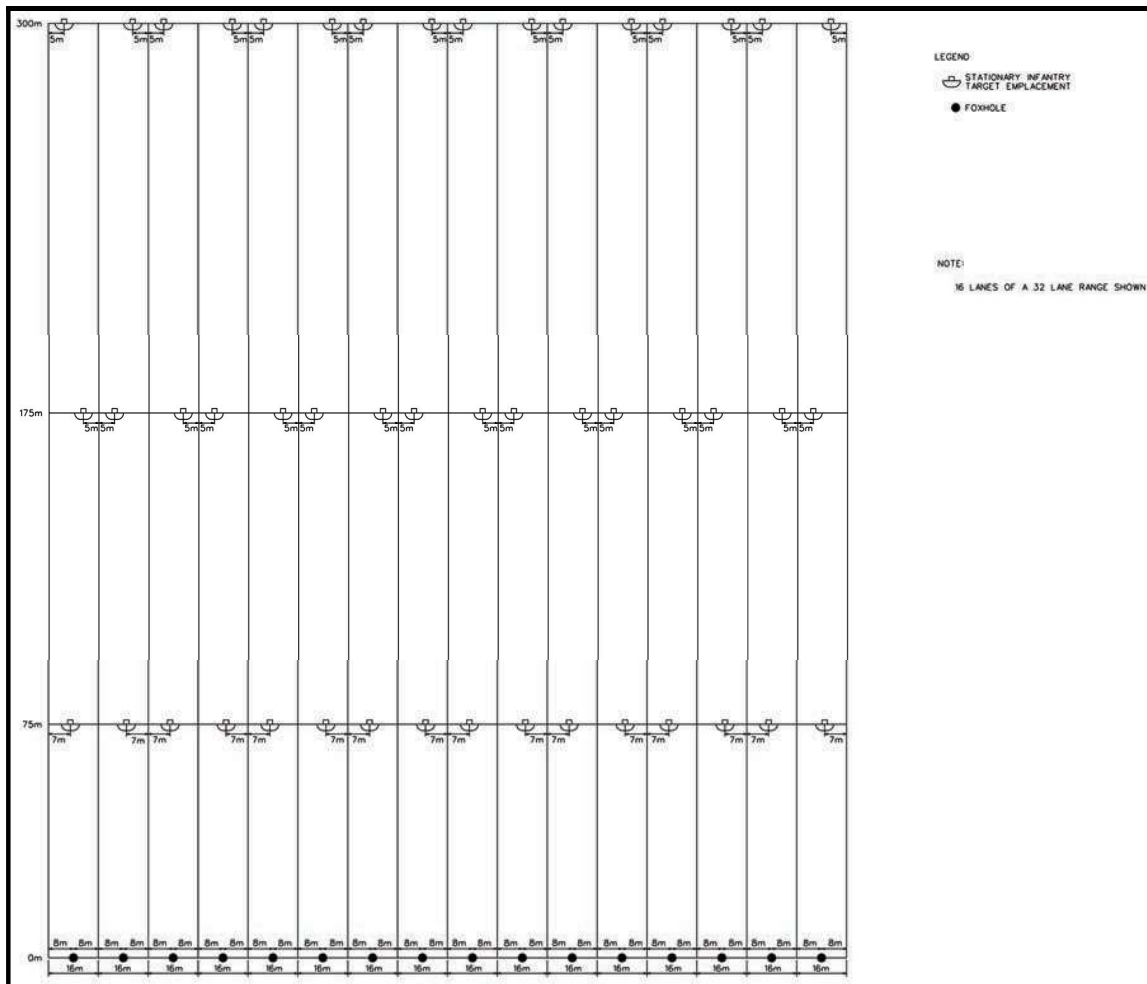 300m
5m 5m 5m 5m 5m 5m 5m 5m 5m 5m 5m 5m 5m 5m 5m 5m
LEGEND
STATIONARY INFANTRY
TARGET EMPLACEMENT
FOXHOLE
NOTE:
16 LANES OF A 32 LANE RANGE SHOWN
175m
5m 5m 5m 5m 5m 5m 5m 5m 5m 5m 5m 5m 5m 5m 5m 5m
75m
7m 7m 7m 7m 7m 7m 7m 7m 7m 7m 7m 7m 7m 7m 7m 7m
8m 8m 8m 8m 8m 8m 8m 8m 8m 8m 8m 8m 8m 8m 8m 8m 8m 8m 8m 8m 8m 8m 8m 8m 8m 8m 8m 8m 8m 8m 8m 8m
0m
16m 16m 16m 16m 16m 16m 16m 16m 16m 16m 16m 16m 16m 16m 16m 16m